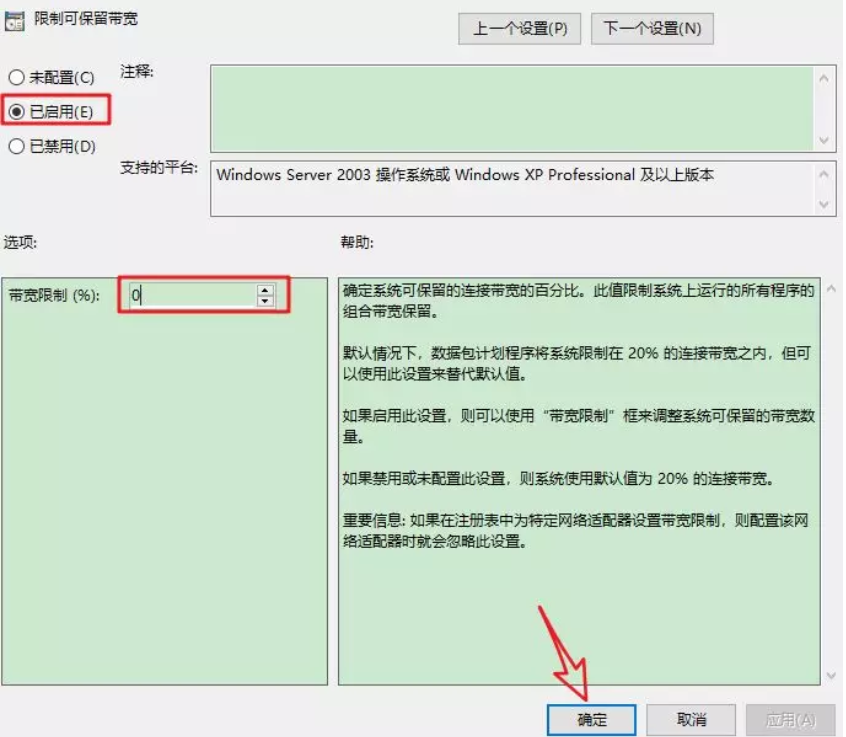 限制可保留带宽
上一个设置(P)
下一个设置(N)
未配置(C)
注释:
已启用(E)
已禁用(D)
支持的平台:
Windows Server 2003 操作系统或 Windows XP Professional 及以上版本
选项:
帮助:
带宽限制 (%):
0
确定系统可保留的连接带宽的百分比。此值限制系统上运行的所有程序的
组合带宽保留。
默认情况下，数据包计划程序将系统限制在 20% 的连接带宽之内，但可
以使用此设置来替代默认值。
如果启用此设置，则可以使用“带宽限制”框来调整系统可保留的带宽数
量。
如果禁用或未配置此设置，则系统使用默认值为 20% 的连接带宽。
重要信息: 如果在注册表中为特定网络适配器设置带宽限制，则配置该网
络适配器时就会忽略此设置。
确定
取消
应用(A)